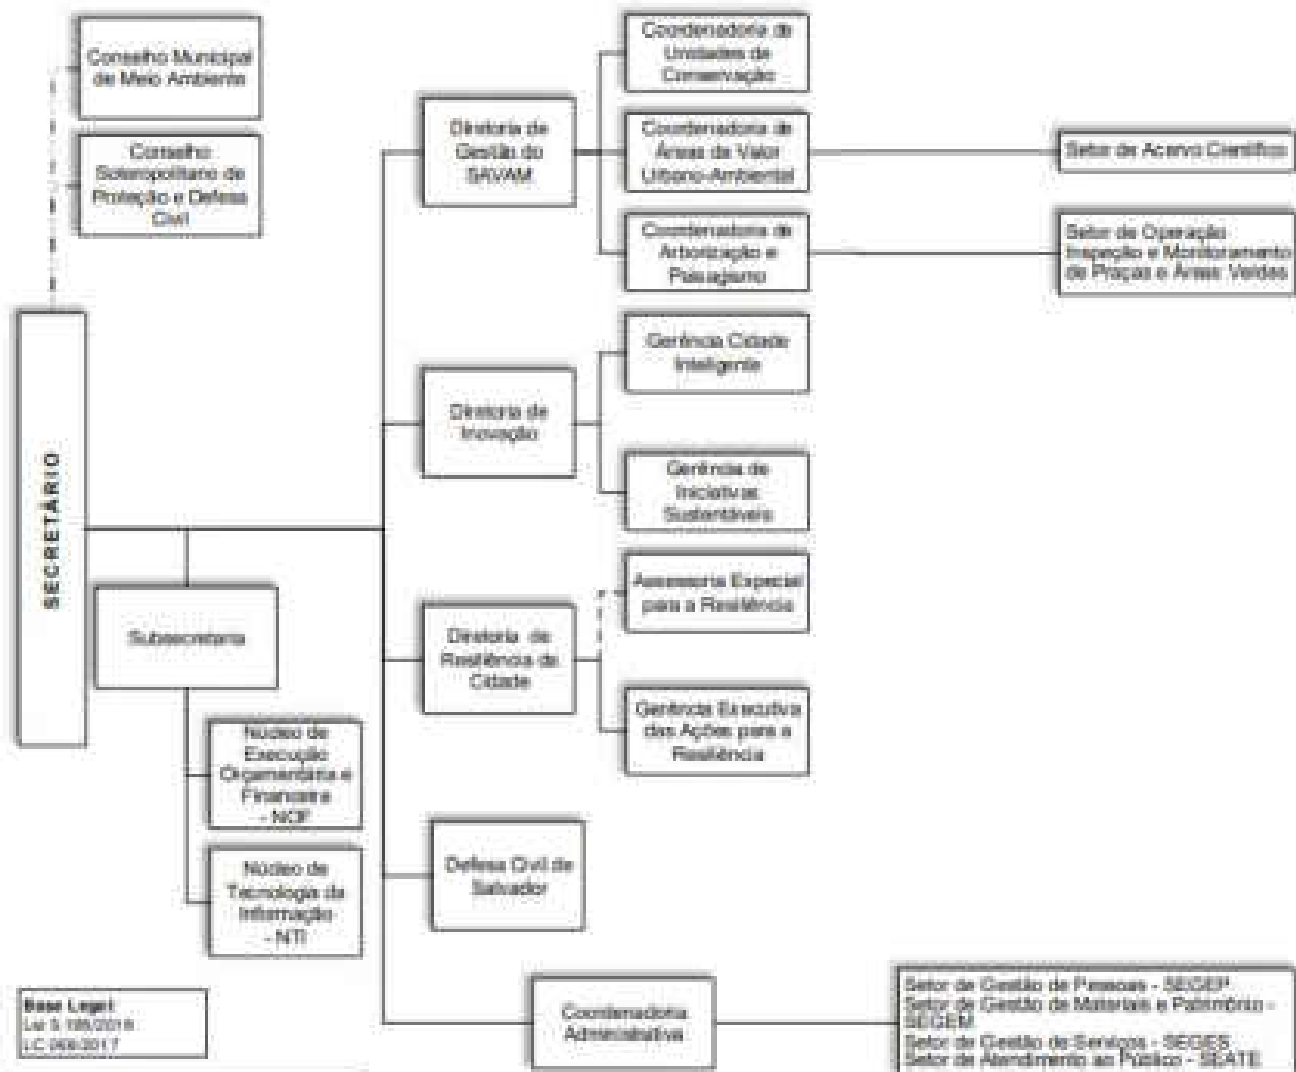 Conselho Municipal
de Meio Ambiente
Conselho
Soteropolitano de
Proteção e Defesa
Civil
SECRETÁRIO
Subsecretaria
Núcleo de
Execução
Orçamentária e
Financeira
- NOF
Núcleo de
Tecnologia da
Informação
- NTI
Diretoria de
Gestão do
SAVAM
Coordenadoria de
Unidades de
Conservação
Coordenadoria de
Áreas de Valor
Urbano-Ambiental
Coordenadoria de
Arborização e
Paisagismo
Setor de Acervo Científico
Setor de Operação
Inspeção e Monitoramento
de Praças e Áreas Verdes
Diretoria de
Inovação
Gerência Cidade
Inteligente
Gerência de
Iniciativas
Sustentáveis
Diretoria de
Resiliência da
Cidade
Assessoria Especial
para a Resiliência
Gerência Executiva
das Ações para a
Resiliência
Defesa Civil de
Salvador
Coordenadoria
Administrativa
Setor de Gestão de Pessoas - SEGEP
Setor de Gestão de Materiais e Patrimônio -
SEGEM
Setor de Gestão de Serviços - SEGES
Setor de Atendimento ao Público - SEATE
Base Legal
Lei
LC